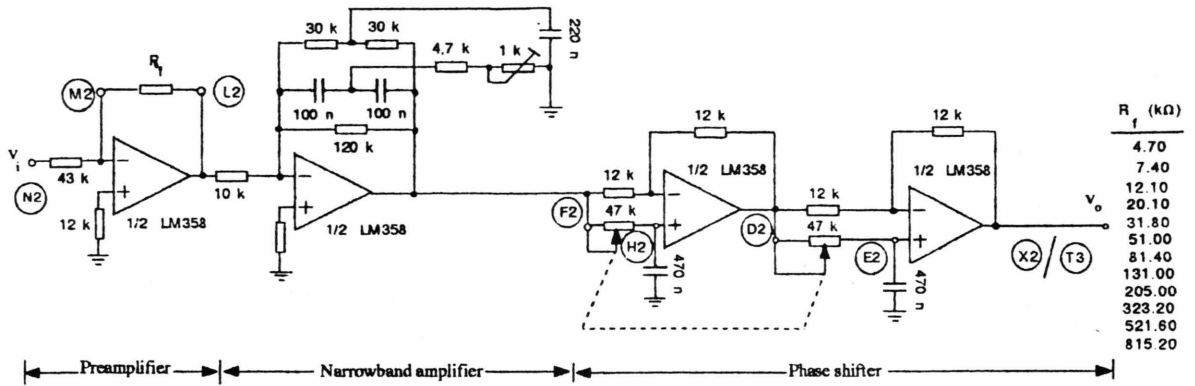 30 k 30 k
220 n
4,7 k 1 k
R_f
M2 L2
100 n 100 n
120 k
V_i
43 k
N2
12 k
1/2 LM358
10 k
1/2 LM358
12 k
12 k
1/2 LM358
F2
47 k
H2
470 n
D2
12 k
12 k
1/2 LM358
47 k
E2
470 n
V_o
X2 / T3
R_f (kΩ)
4.70
7.40
12.10
20.10
31.80
51.00
81.40
131.00
205.00
323.20
521.60
815.20
Preamplifier Narrowband amplifier Phase shifter